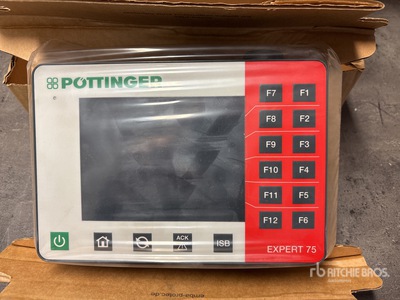 PÖTTINGER
F7 F1
F8 F2
F9 F3
F10 F4
F11 F5
F12 F6
ACK
ISB
EXPERT 75
rb RITCHIE BROS.